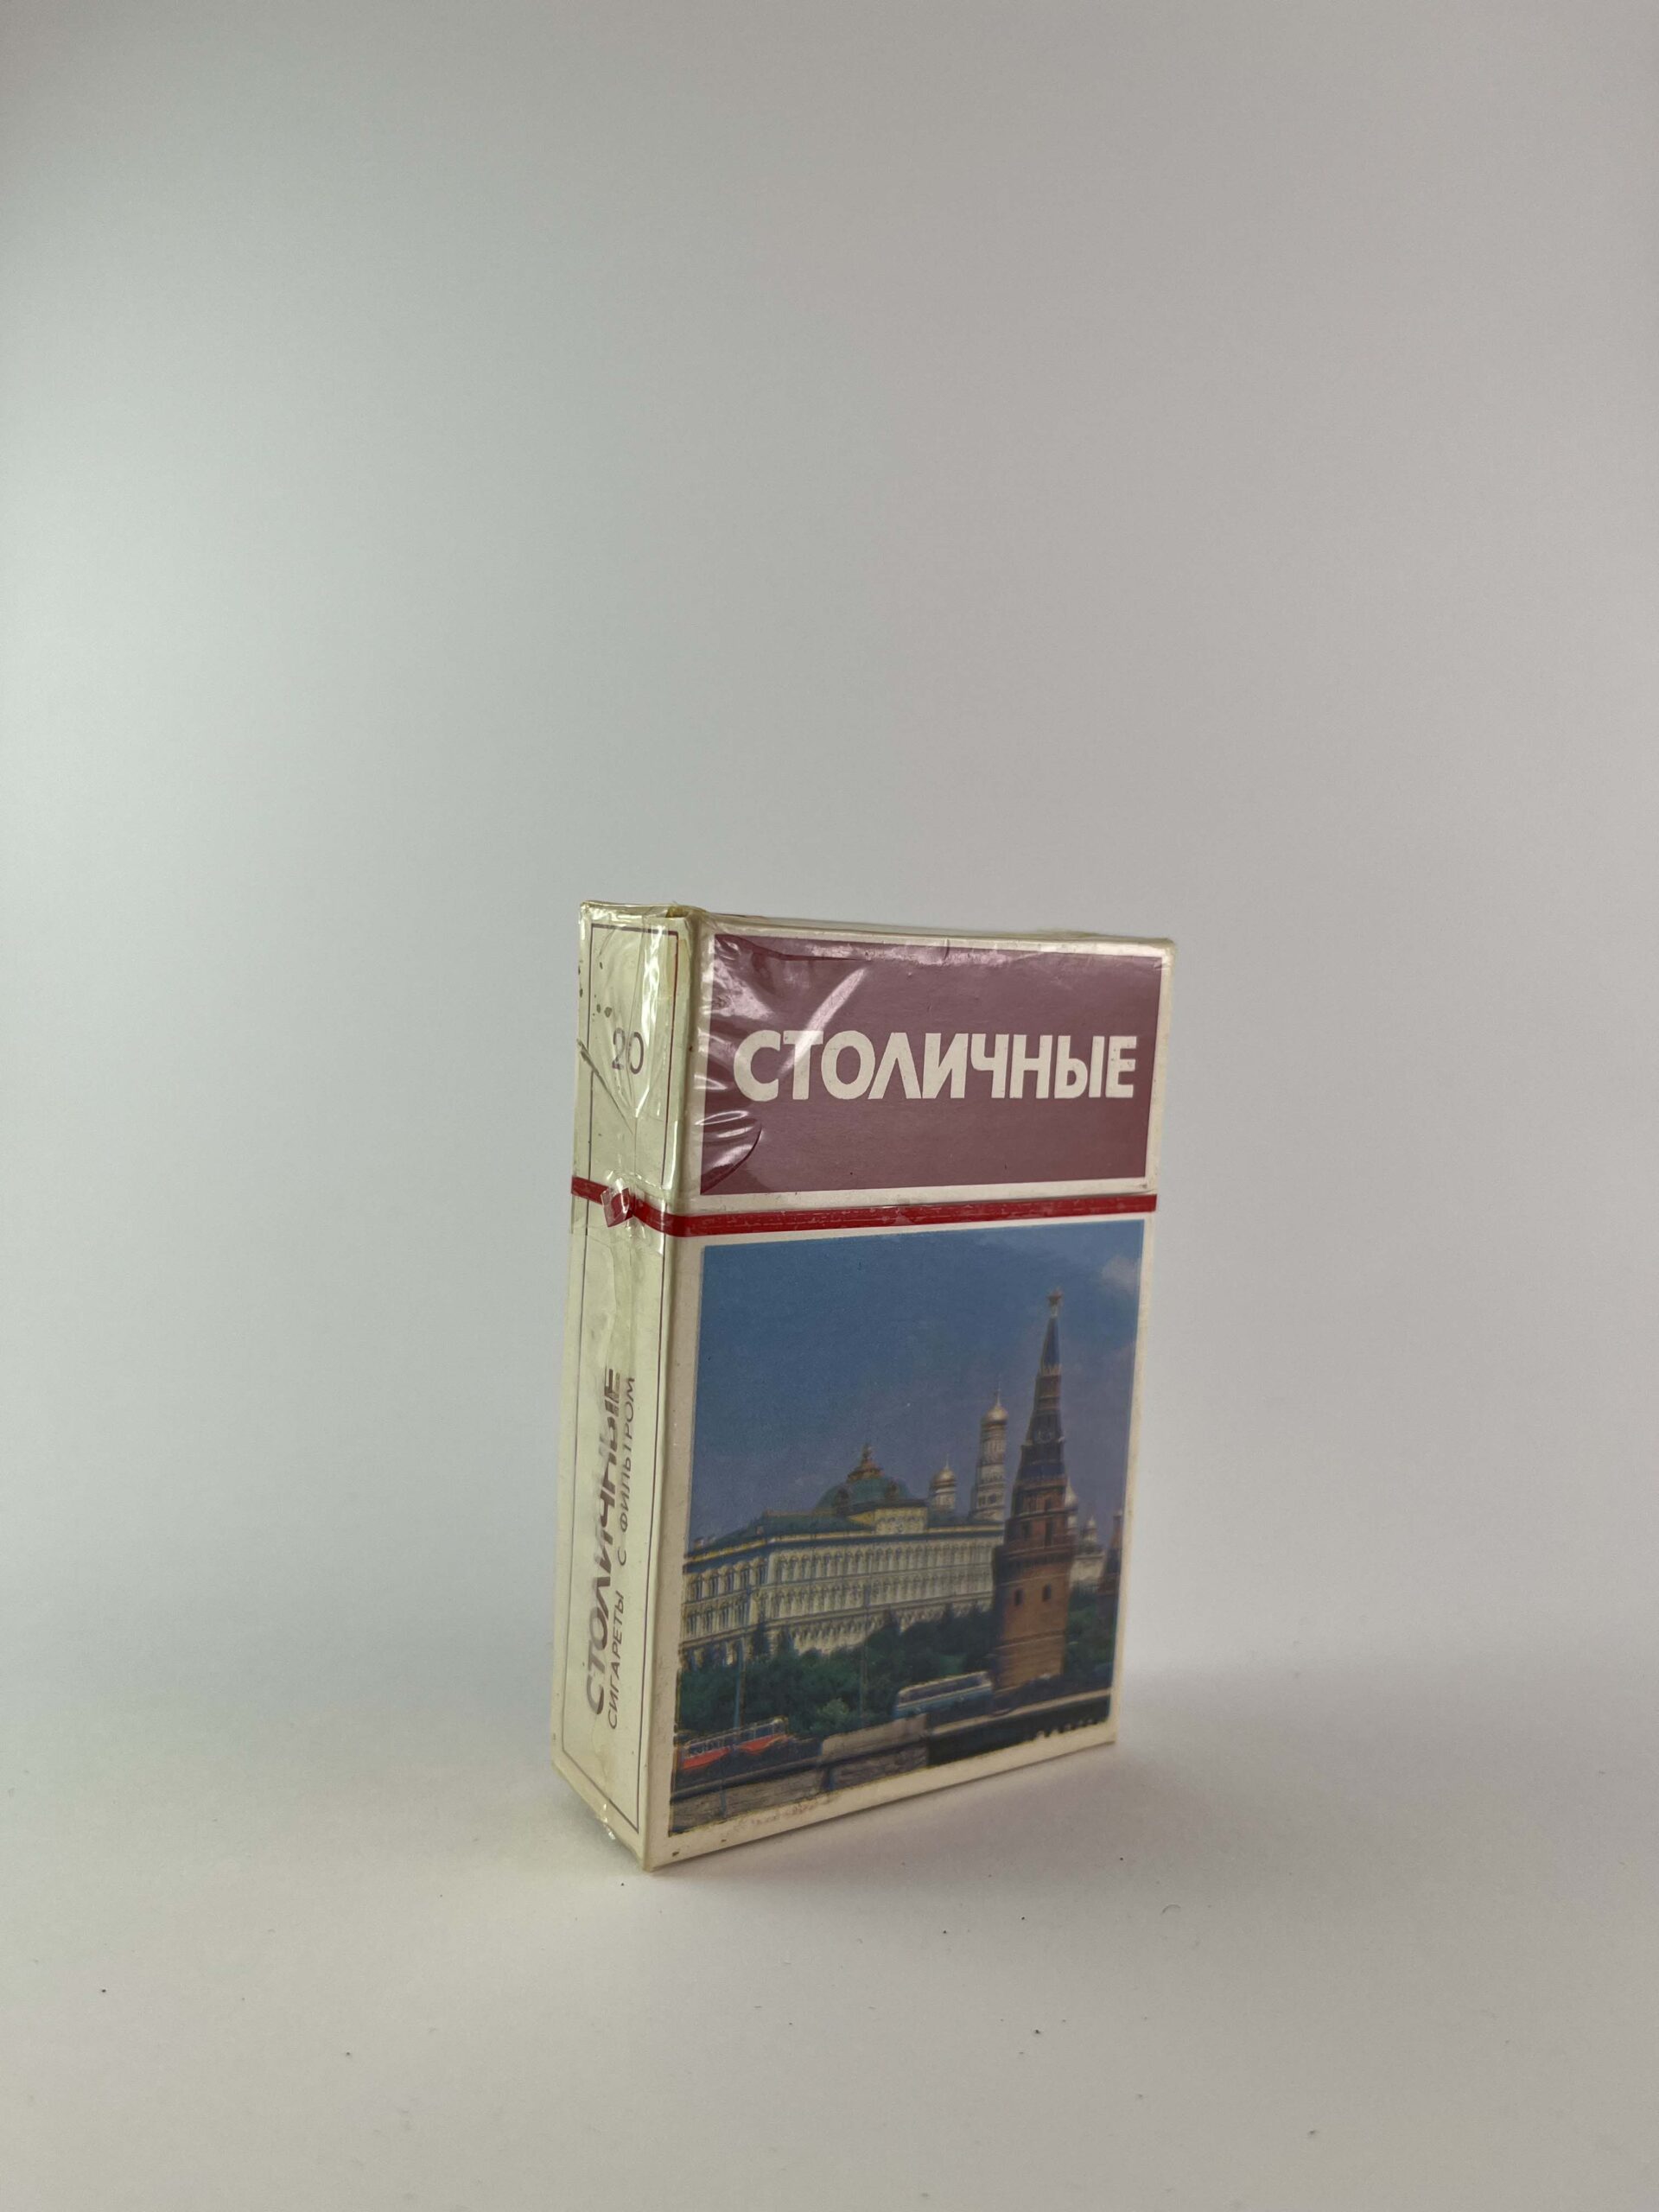 СТОЛИЧНЫЕ
20
СТОЛИЧНЫЕ
СИГАРЕТЫ С ФИЛЬТРОМ